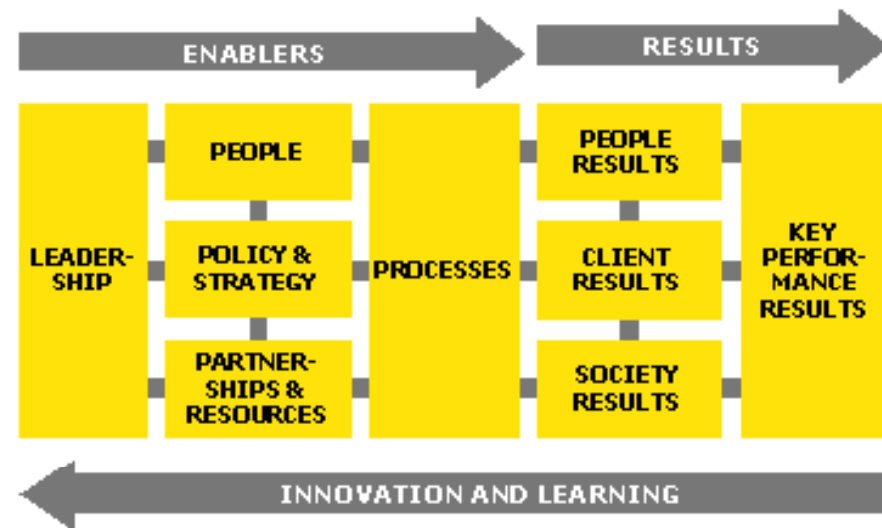 ENABLERS
RESULTS
LEADER-
SHIP
PEOPLE
POLICY &
STRATEGY
PARTNER-
SHIPS &
RESOURCES
PROCESSES
PEOPLE
RESULTS
CLIENT
RESULTS
SOCIETY
RESULTS
KEY
PERFOR-
MANCE
RESULTS
INNOVATION AND LEARNING